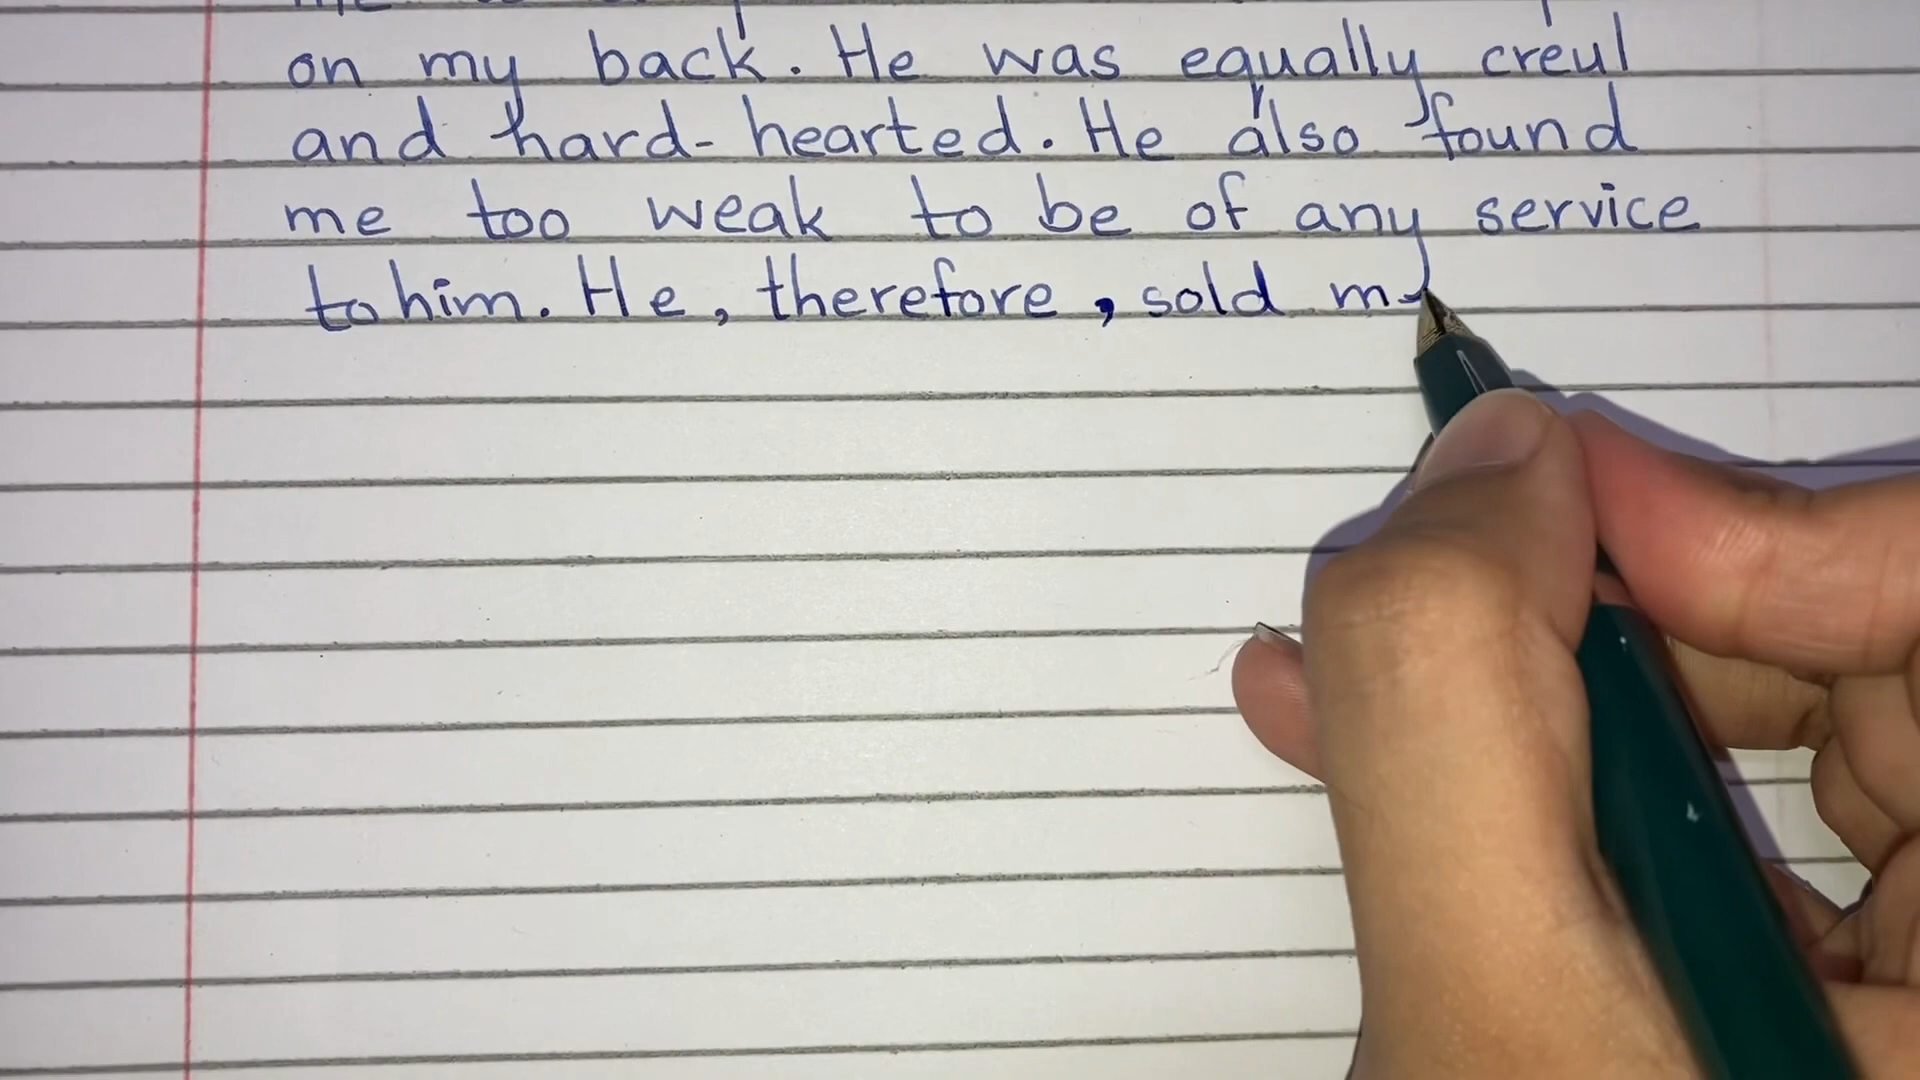 on my back. He was equally creul
and hard-hearted. He also found
me too weak to be of any service
to him. He, therefore, sold m